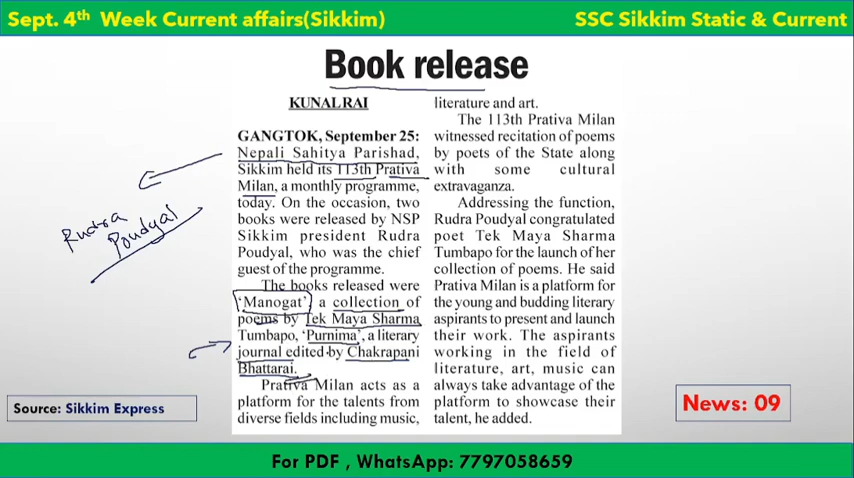 Sept. 4th Week Current affairs(Sikkim)
SSC Sikkim Static & Current
Book release
KUNAL RAI
GANGTOK, September 25:
Nepali Sahitya Parishad,
Sikkim held its 113th Prativa
Milan, a monthly programme,
today. On the occasion, two
books were released by NSP
Sikkim president Rudra
Poudyal, who was the chief
guest of the programme.
The books released were
‘Manogat’, a collection of
poems by Tek Maya Sharma
Tumbapo, ‘Purnima’, a literary
journal edited by Chakrapani
Bhattarai.
Prativa Milan acts as a
platform for the talents from
diverse fields including music,
literature and art.
The 113th Prativa Milan
witnessed recitation of poems
by poets of the State along
with some cultural
extravaganza.
Addressing the function,
Rudra Poudyal congratulated
poet Tek Maya Sharma
Tumbapo for the launch of her
collection of poems. He said
Prativa Milan is a platform for
the young and budding literary
aspirants to present and launch
their work. The aspirants
working in the field of
literature, art, music can
always take advantage of the
platform to showcase their
talent, he added.
Rudra
Poudyal
Source: Sikkim Express
News: 09
For PDF , WhatsApp: 7797058659